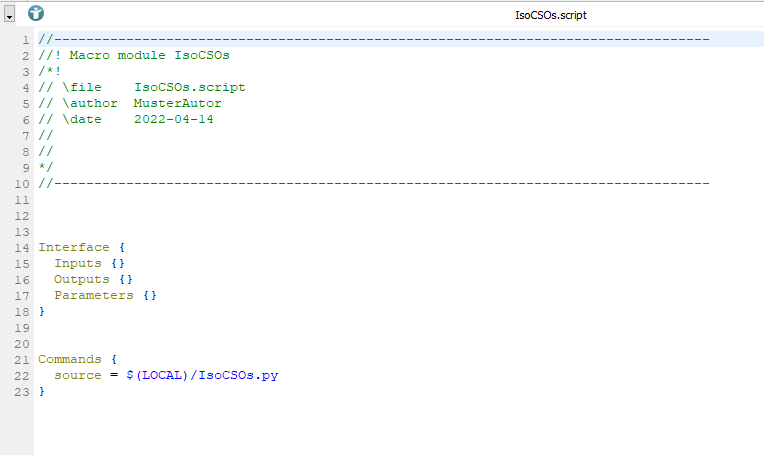 IsoCSOs.script
1 //----------------------------------------------------------------------------------
2 //! Macro module IsoCSOs
3 /*!
4 // \file    IsoCSOs.script
5 // \author  MusterAutor
6 // \date    2022-04-14
7 //
8 //
9 */
10 //----------------------------------------------------------------------------------
11
12
13
14 Interface {
15   Inputs {}
16   Outputs {}
17   Parameters {}
18 }
19
20
21 Commands {
22   source = $(LOCAL)/IsoCSOs.py
23 }